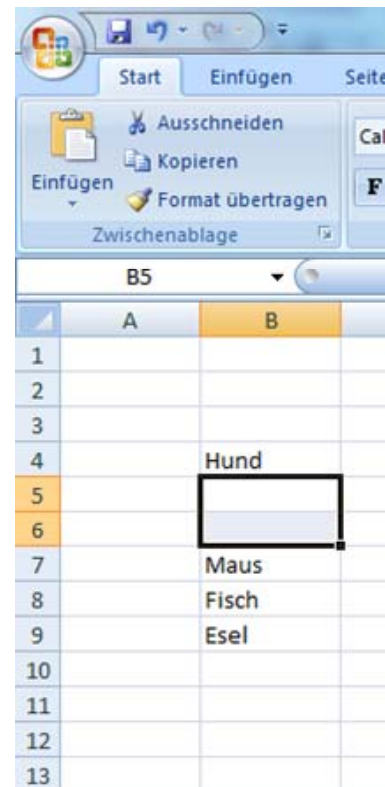 Start Einfügen Seite
Ausschneiden
Kopieren
Einfügen
Format übertragen
Zwischenablage
Cal
F
B5
A B
1
2
3
4 Hund
5
6
7 Maus
8 Fisch
9 Esel
10
11
12
13